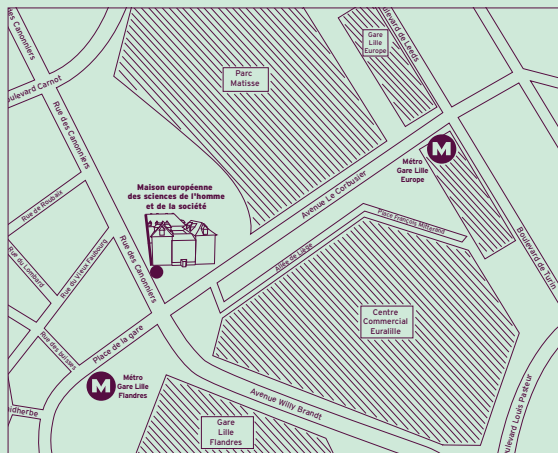 des Canonniers
Boulevard de Leeds
Gare
Lille
Europe
Parc
Matisse
Boulevard Carnot
Rue des Canonniers
M
Métro
Gare Lille
Europe
Maison européenne
des sciences de l'homme
et de la société
Rue de Roubaix
Avenue Le Corbusier
Place François Mitterand
Rue du Lombard
Rue du Vieux Faubourg
Rue des Canonniers
Allée de Liège
Boulevard de Turin
Centre
Commercial
Euralille
Rue des buisses
Place de la gare
M
Métro
Gare Lille
Flandres
Avenue Willy Brandt
Boulevard Louis Pasteur
aidherbe
Gare
Lille
Flandres